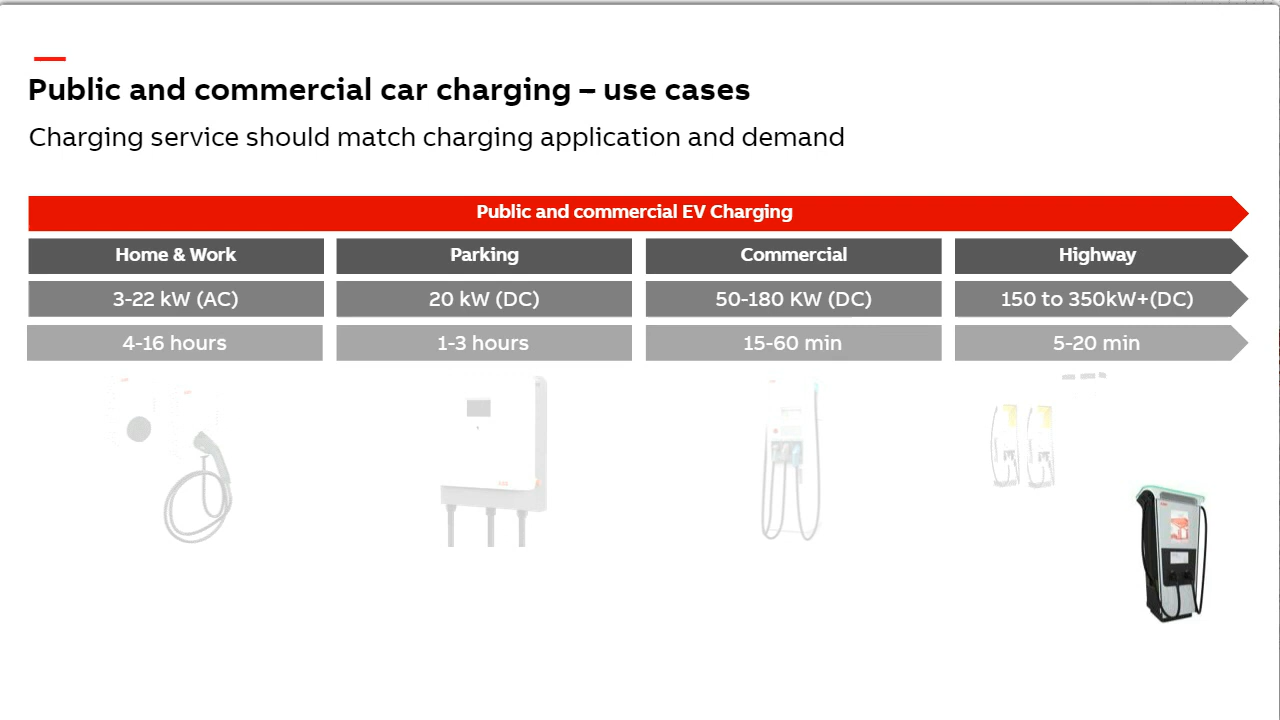 Public and commercial car charging – use cases
Charging service should match charging application and demand
Public and commercial EV Charging
Home & Work
Parking
Commercial
Highway
3-22 kW (AC)
20 kW (DC)
50-180 KW (DC)
150 to 350kW+(DC)
4-16 hours
1-3 hours
15-60 min
5-20 min
ABB